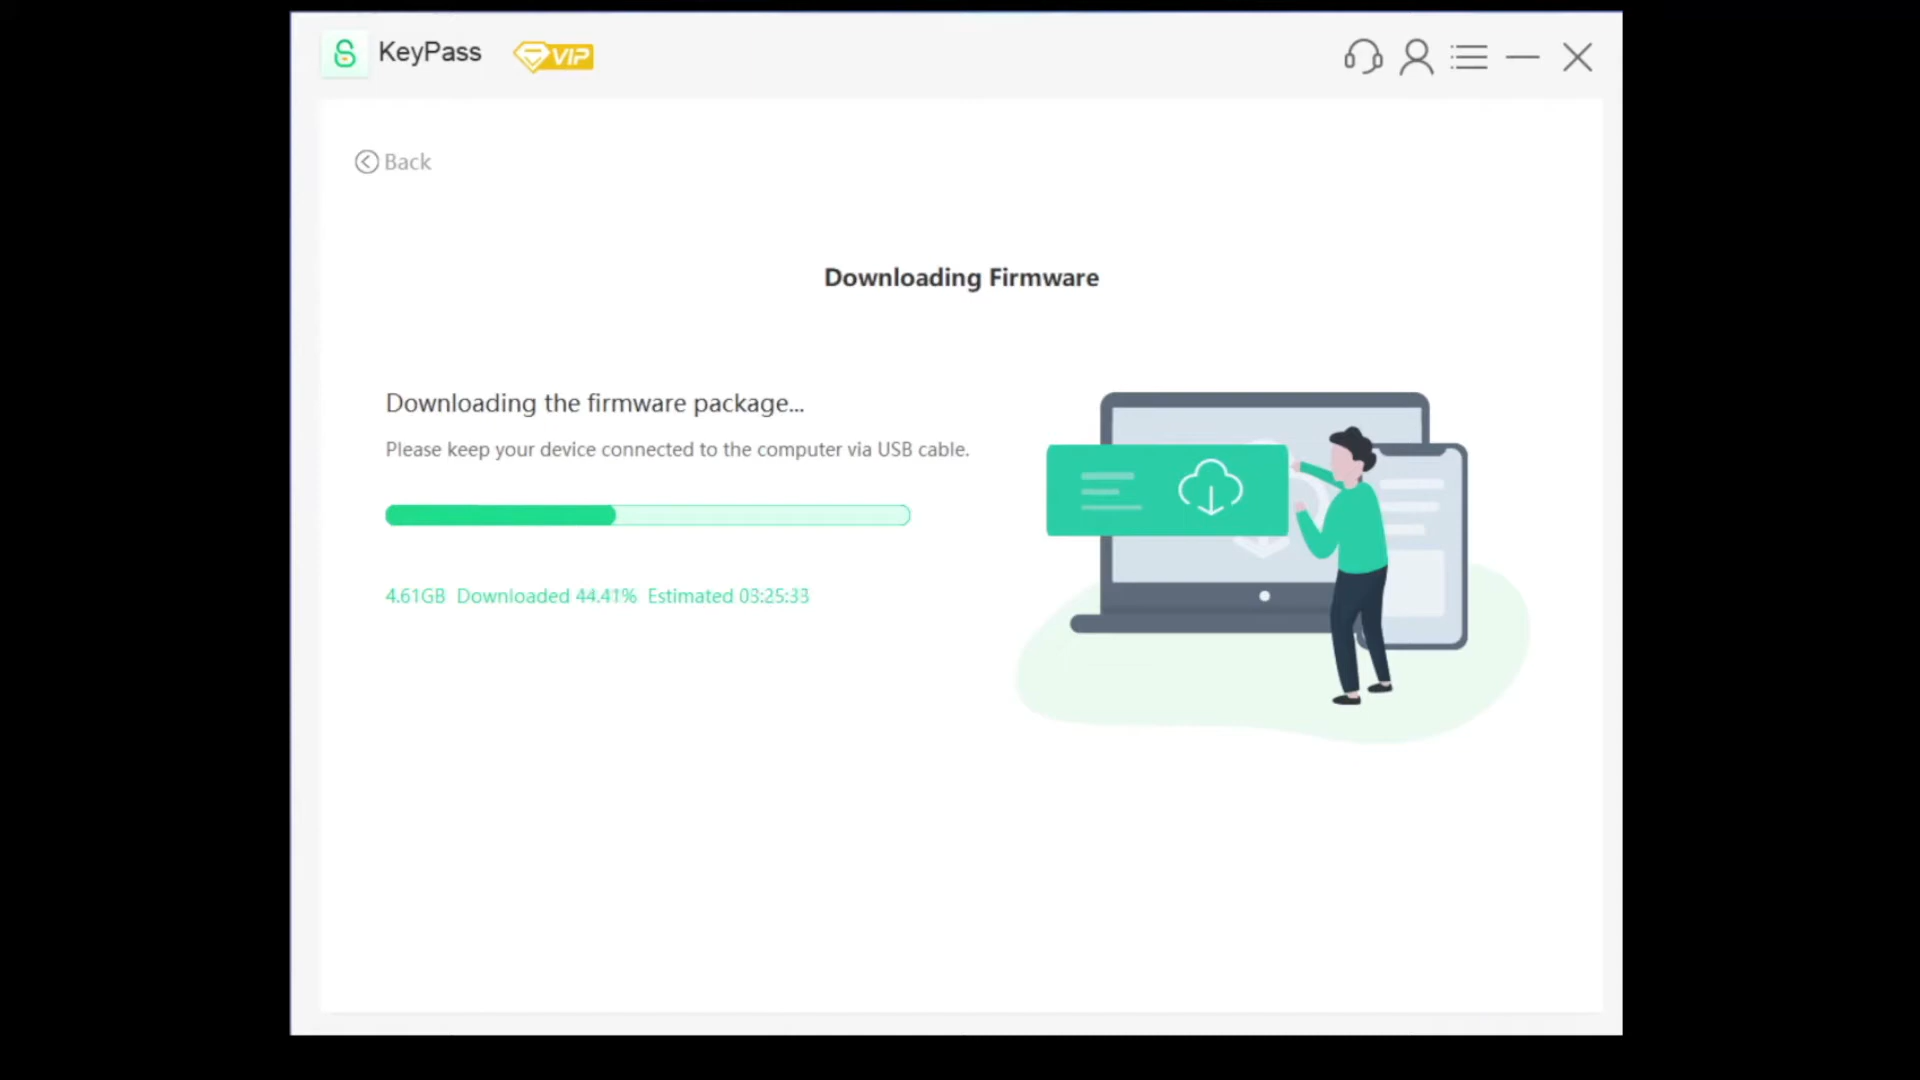 KeyPass VIP
Back
Downloading Firmware
Downloading the firmware package...
Please keep your device connected to the computer via USB cable.
4.61GB Downloaded 44.41% Estimated 03:25:33